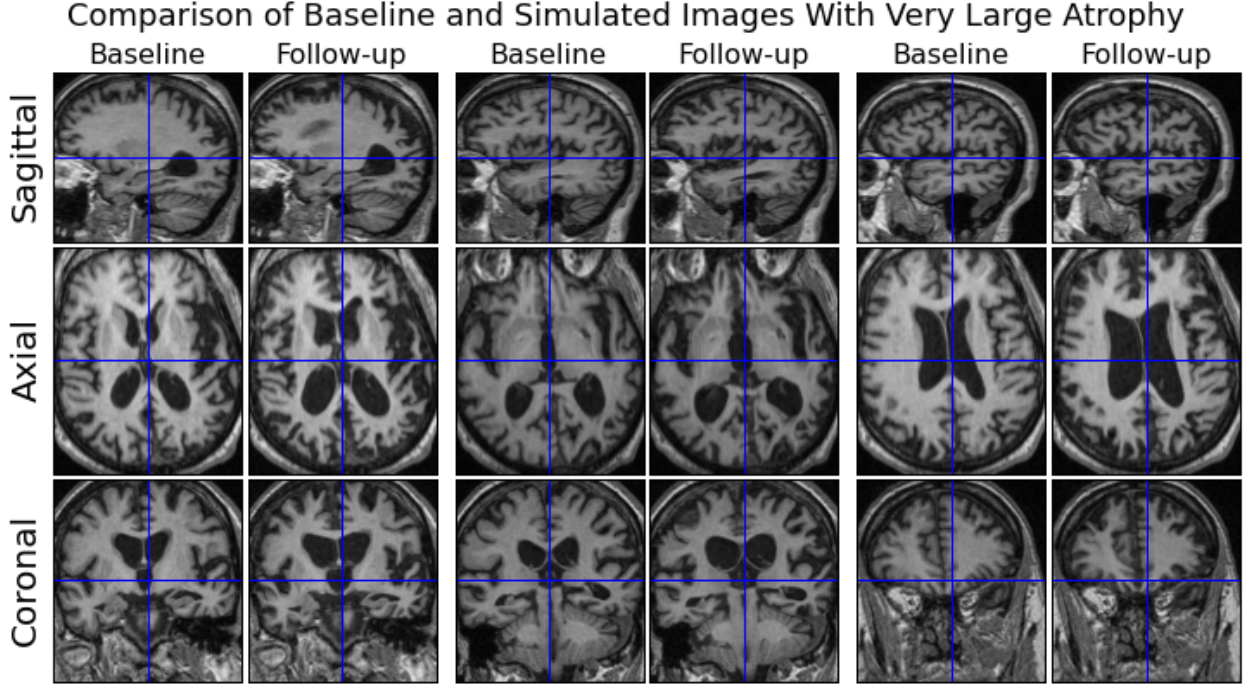 Comparison of Baseline and Simulated Images With Very Large Atrophy
Baseline Follow-up Baseline Follow-up Baseline Follow-up
Sagittal
Axial
Coronal